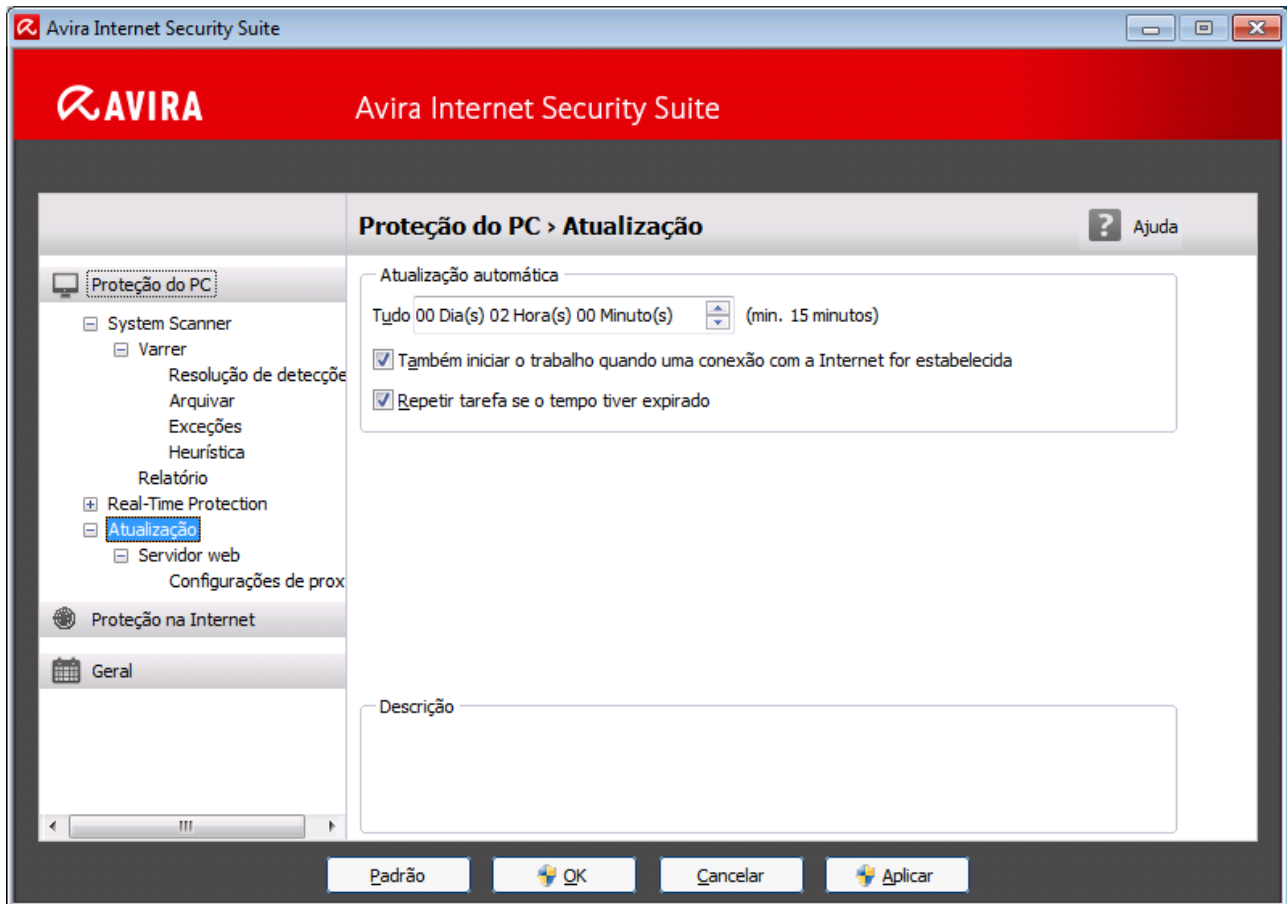 Avira Internet Security Suite
AVIRA
Avira Internet Security Suite
Proteção do PC › Atualização
? Ajuda
Proteção do PC
System Scanner
Varrer
Resolução de detecçõe
Arquivar
Exceções
Heurística
Relatório
Real-Time Protection
Atualização
Servidor web
Configurações de prox
Proteção na Internet
Geral
Atualização automática
Tudo 00 Dia(s) 02 Hora(s) 00 Minuto(s) (min. 15 minutos)
Também iniciar o trabalho quando uma conexão com a Internet for estabelecida
Repetir tarefa se o tempo tiver expirado
Descrição
Padrão
OK
Cancelar
Aplicar